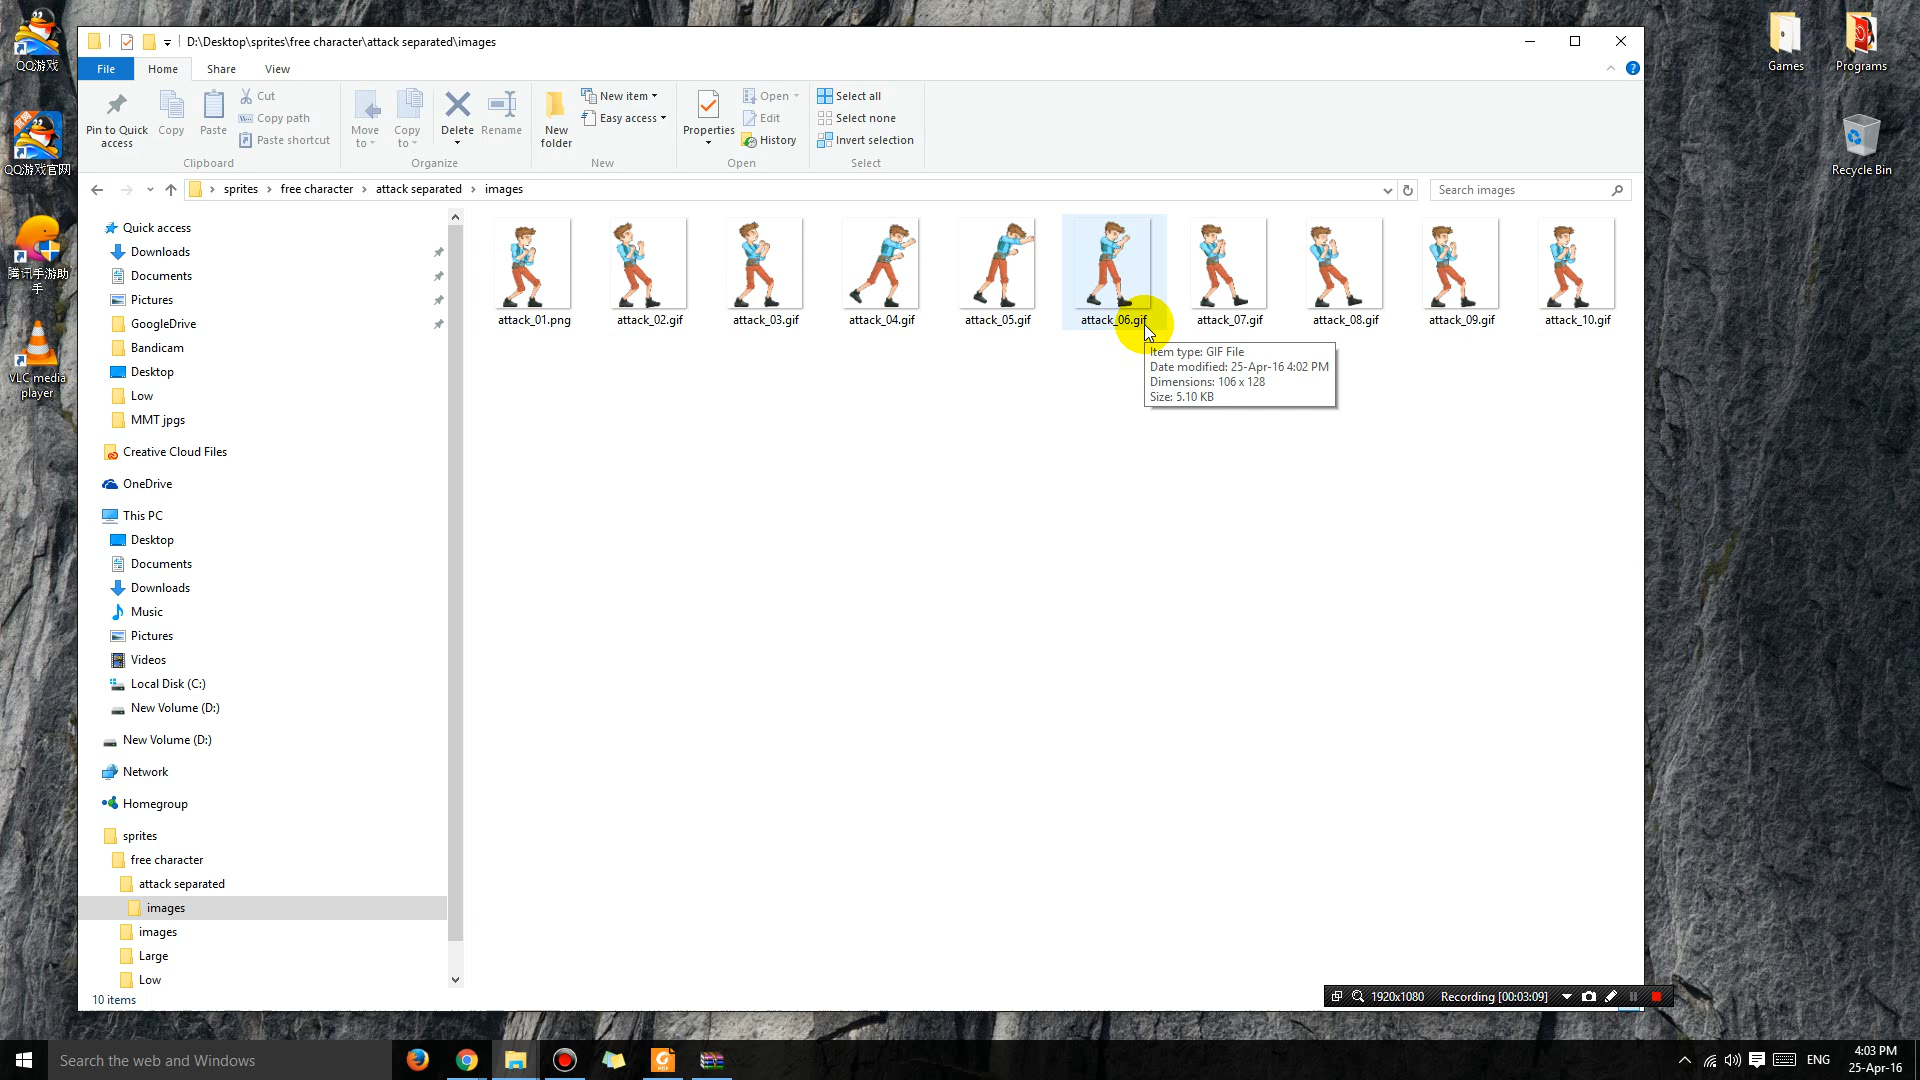 D:\Desktop\sprites\free character\attack separated\images
File
Home
Share
View
Pin to Quick access
Copy
Paste
Cut
Copy path
Paste shortcut
Clipboard
Move to
Copy to
Delete
Rename
Organize
New folder
New item
Easy access
New
Properties
Open
Edit
History
Open
Select all
Select none
Invert selection
Select
sprites
free character
attack separated
images
Search images
Quick access
Downloads
Documents
Pictures
GoogleDrive
Bandicam
Desktop
Low
MMT jpgs
Creative Cloud Files
OneDrive
This PC
Desktop
Documents
Downloads
Music
Pictures
Videos
Local Disk (C:)
New Volume (D:)
New Volume (D:)
Network
Homegroup
sprites
free character
attack separated
images
images
Large
Low
10 items
attack_01.png
attack_02.gif
attack_03.gif
attack_04.gif
attack_05.gif
attack_06.gif
attack_07.gif
attack_08.gif
attack_09.gif
attack_10.gif
Item type: GIF File
Date modified: 25-Apr-16 4:02 PM
Dimensions: 106 x 128
Size: 5.10 KB
QQ游戏
QQ游戏官网
腾讯手游助
手
VLC media
player
Games
Programs
Recycle Bin
1920x1080
Recording [00:03:09]
Search the web and Windows
ENG
4:03 PM
25-Apr-16